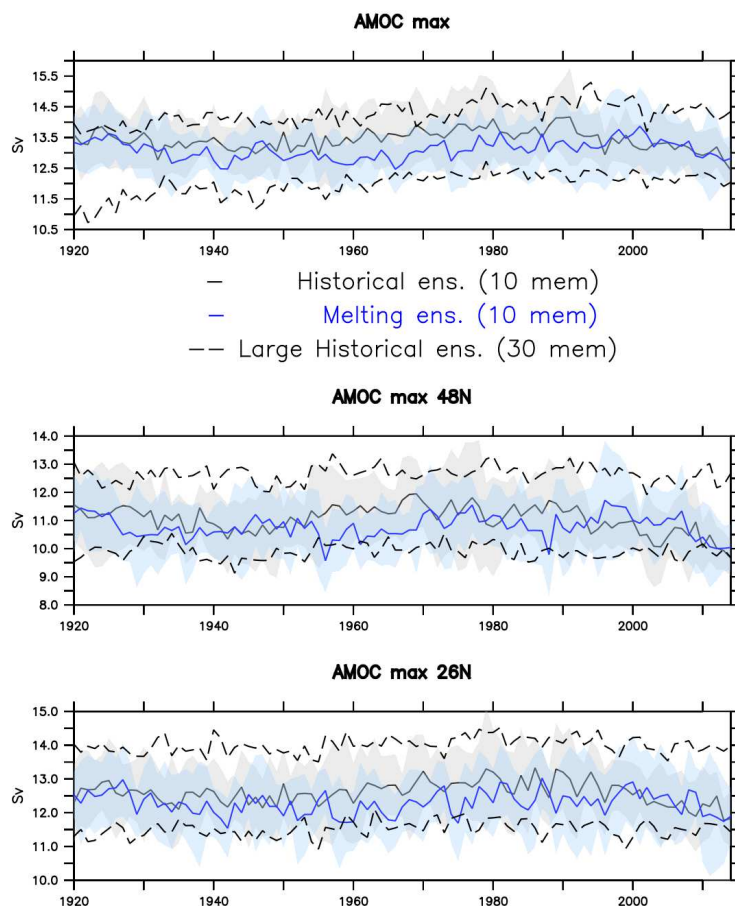 AMOC max
15.5
14.5
13.5
12.5
11.5
10.5
Sv
1920 1940 1960 1980 2000
Historical ens. (10 mem)
Melting ens. (10 mem)
Large Historical ens. (30 mem)
AMOC max 48N
14.0
13.0
12.0
11.0
10.0
9.0
8.0
Sv
1920 1940 1960 1980 2000
AMOC max 26N
15.0
14.0
13.0
12.0
11.0
10.0
Sv
1920 1940 1960 1980 2000